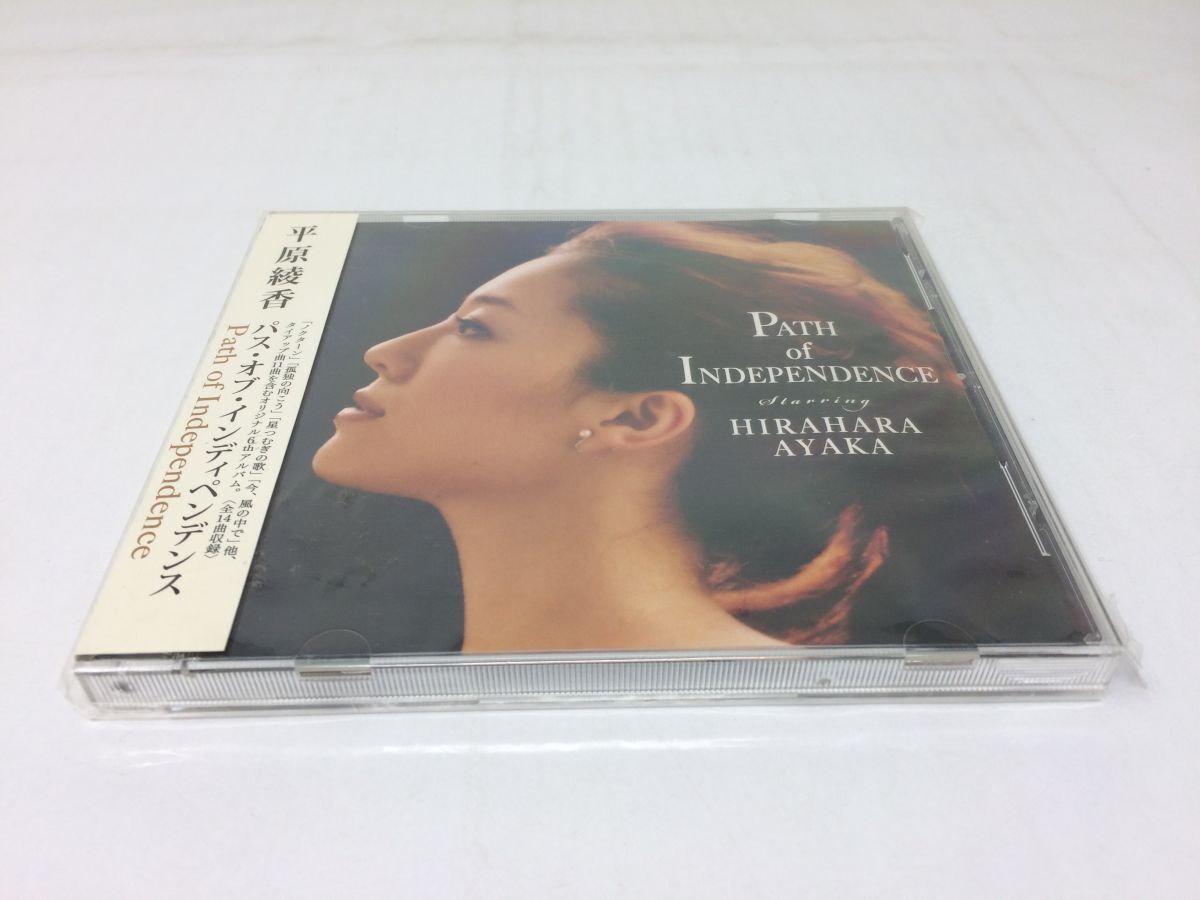 平原綾香
「ノクターン」「孤独の向こう」「星つむぎの歌」「今、風の中で」他、
タイアップ曲11曲を含むオリジナル6thアルバム。〈全14曲収録〉
パス・オブ・インディペンデンス
Path of Independence
PATH
of
INDEPENDENCE
Starring
HIRAHARA
AYAKA